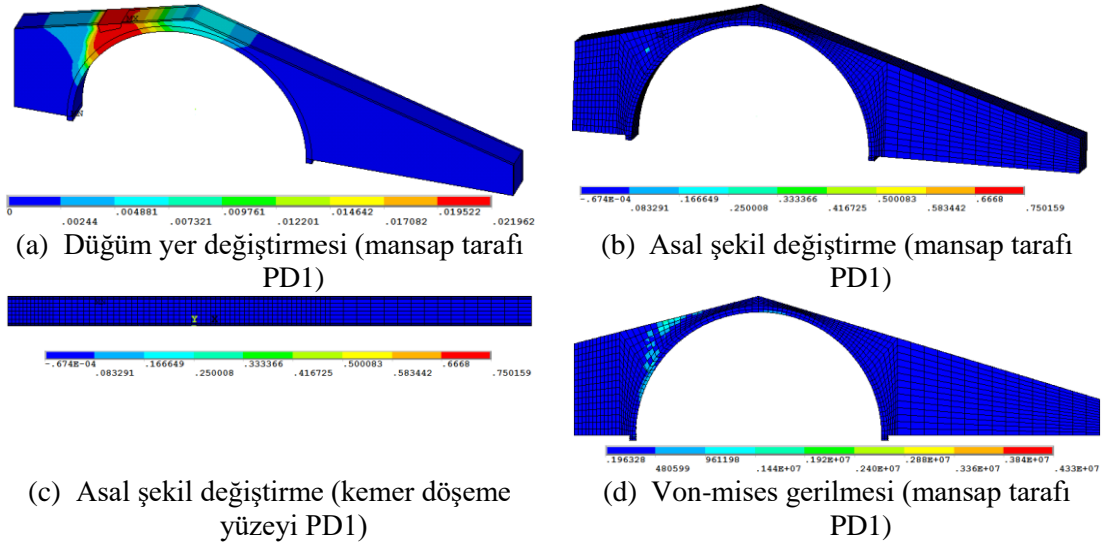 0 .004881 .009761 .014642 .019522
.00244 .007321 .012201 .017082 .021962
(a) Düğüm yer değiştirmesi (mansap tarafı
PD1)
-.674E-04 .166649 .333366 .500083 .6668
.083291 .250008 .416725 .583442 .750159
(b) Asal şekil değiştirme (mansap tarafı
PD1)
Y
-.674E-04 .166649 .333366 .500083 .6668
.083291 .250008 .416725 .583442 .750159
(c) Asal şekil değiştirme (kemer döşeme
yüzeyi PD1)
.196328 961198 .192E+07 .288E+07 .384E+07
480599 .144E+07 .240E+07 .336E+07 .433E+07
(d) Von-mises gerilmesi (mansap tarafı
PD1)